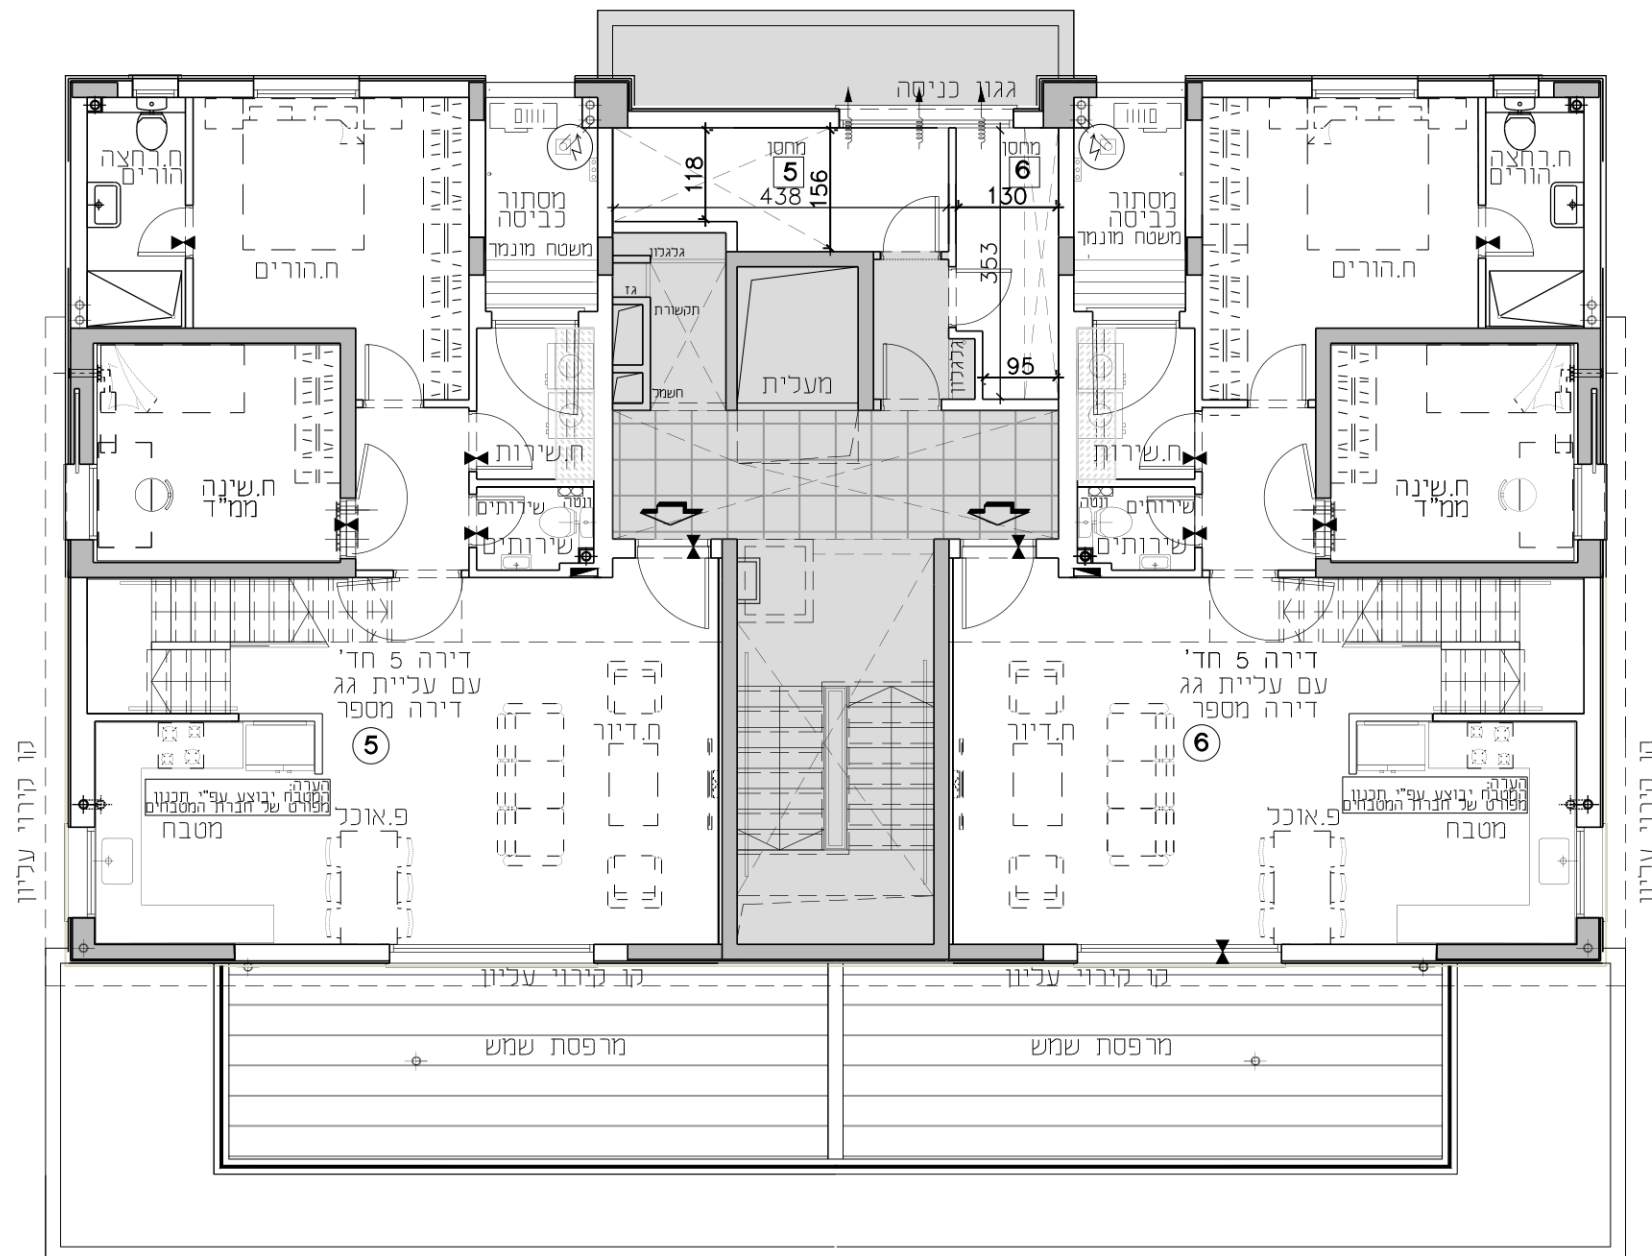 גגון כניסה
ח.רחצה
הורים
ח.הורים
מסתור
כביסה
משטח מונמך
מחסן
5
118
438
156
מחסן
6
130
353
95
מסתור
כביסה
משטח מונמך
ח.הורים
ח.רחצה
הורים
גלגלון
גז
תקשורת
חשמל
מעלית
גלגלון
ח.שינה
ממ"ד
ח.שירות
שירותים
ונטה
שירותים
ח.שירות
שירותים
ונטה
שירותים
ח.שינה
ממ"ד
דירה 5 חד'
עם עליית גג
דירה מספר
5
ח.דיור
הערה:
המטבח יבוצע עפ"י תכנון
מפורט של חברת המטבחים
מטבח
פ.אוכל
דירה 5 חד'
עם עליית גג
דירה מספר
6
ח.דיור
הערה:
המטבח יבוצע עפ"י תכנון
מפורט של חברת המטבחים
מטבח
פ.אוכל
קו קירוי עליון
קו קירוי עליון
קו קירוי עליון
קו קירוי עליון
מרפסת שמש
מרפסת שמש